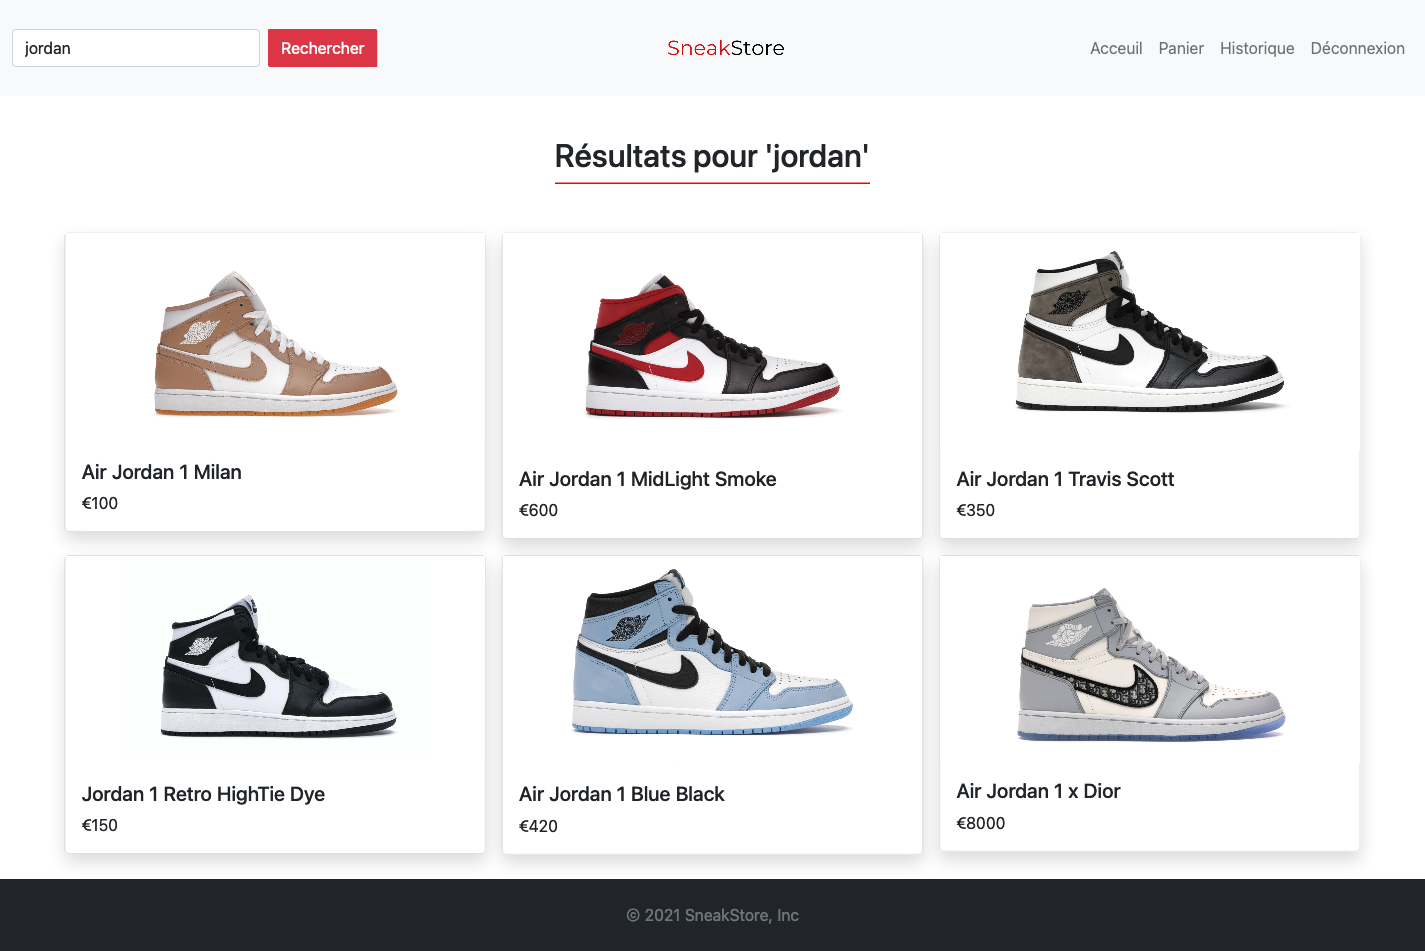 jordan
Rechercher
SneakStore
Acceuil Panier Historique Déconnexion
Résultats pour 'jordan'
Air Jordan 1 Milan
€100
Air Jordan 1 MidLight Smoke
€600
Air Jordan 1 Travis Scott
€350
Jordan 1 Retro HighTie Dye
€150
Air Jordan 1 Blue Black
€420
Air Jordan 1 x Dior
€8000
© 2021 SneakStore, Inc